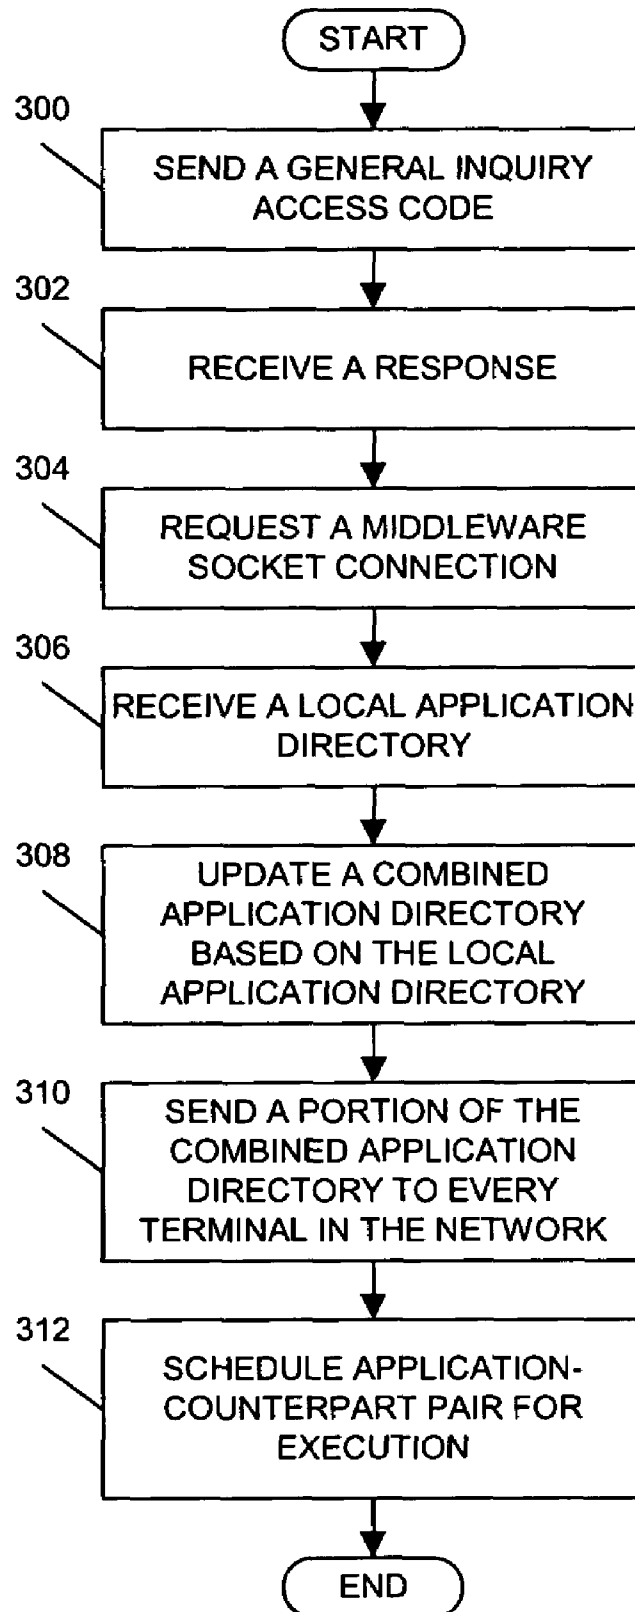 START
300
SEND A GENERAL INQUIRY
ACCESS CODE
302
RECEIVE A RESPONSE
304
REQUEST A MIDDLEWARE
SOCKET CONNECTION
306
RECEIVE A LOCAL APPLICATION
DIRECTORY
308
UPDATE A COMBINED
APPLICATION DIRECTORY
BASED ON THE LOCAL
APPLICATION DIRECTORY
310
SEND A PORTION OF THE
COMBINED APPLICATION
DIRECTORY TO EVERY
TERMINAL IN THE NETWORK
312
SCHEDULE APPLICATION-
COUNTERPART PAIR FOR
EXECUTION
END